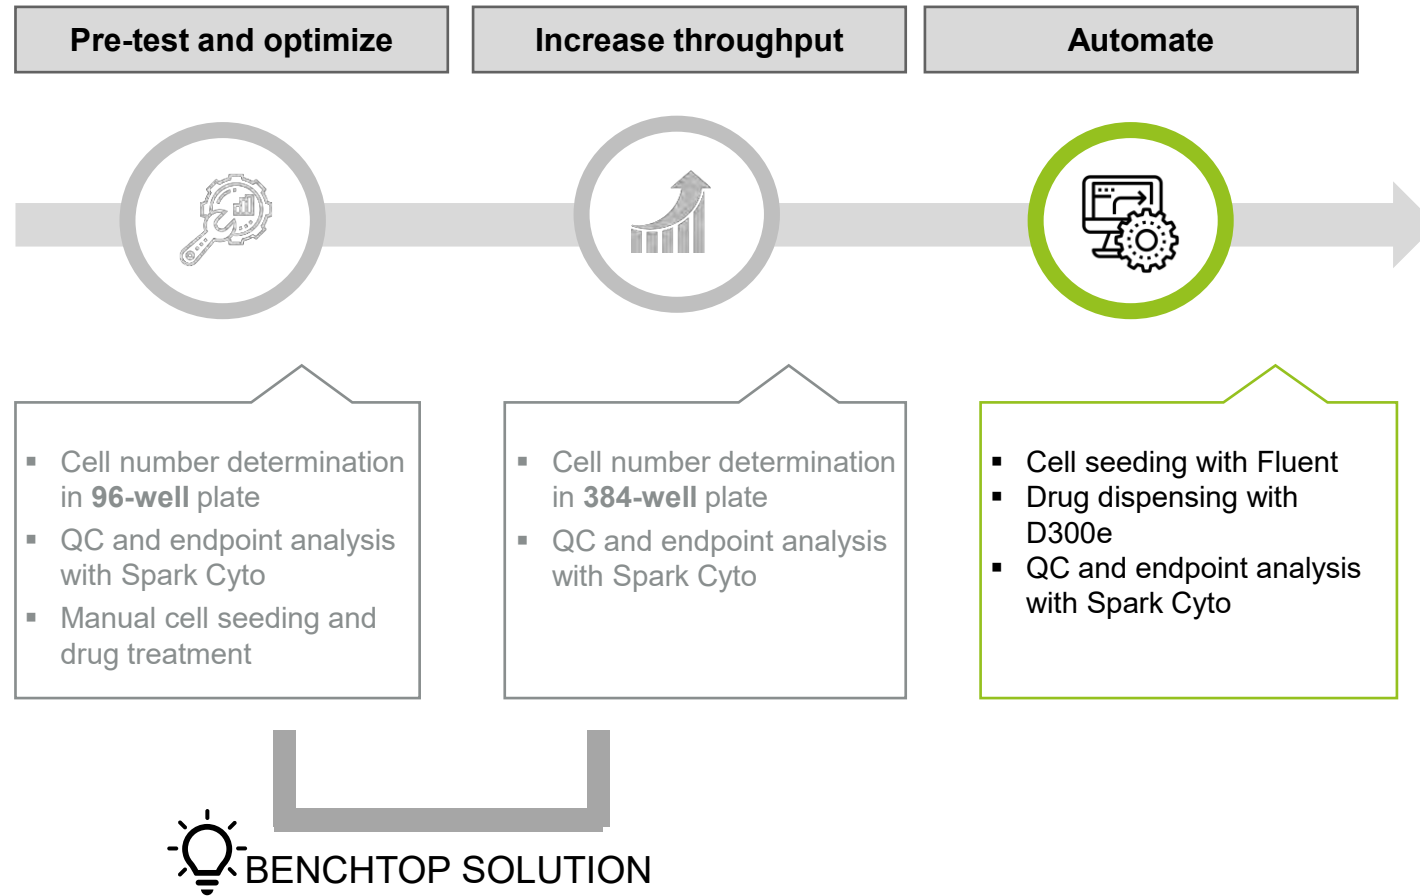 Pre-test and optimize
Increase throughput
Automate
▪ Cell number determination
in 96-well plate
▪ QC and endpoint analysis
with Spark Cyto
▪ Manual cell seeding and
drug treatment
▪ Cell number determination
in 384-well plate
▪ QC and endpoint analysis
with Spark Cyto
▪ Cell seeding with Fluent
▪ Drug dispensing with
D300e
▪ QC and endpoint analysis
with Spark Cyto
BENCHTOP SOLUTION